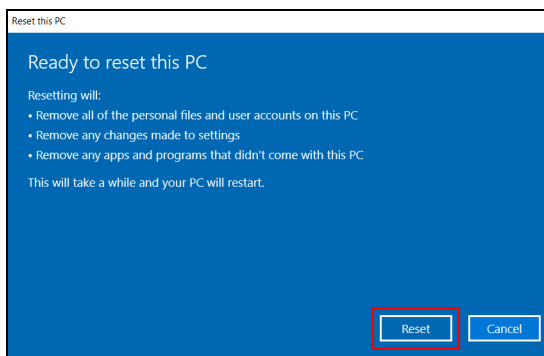 Reset this PC
Ready to reset this PC
Resetting will:
• Remove all of the personal files and user accounts on this PC
• Remove any changes made to settings
• Remove any apps and programs that didn't come with this PC
This will take a while and your PC will restart.
Reset Cancel